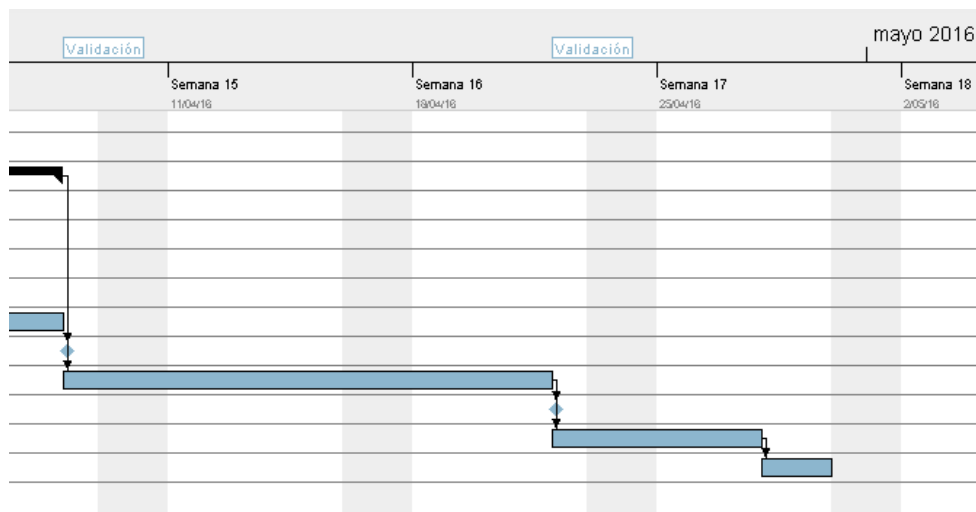 mayo 2016
Validación
Validación
Semana 15
Semana 16
Semana 17
Semana 18
11/04/16
18/04/16
25/04/16
2/05/16